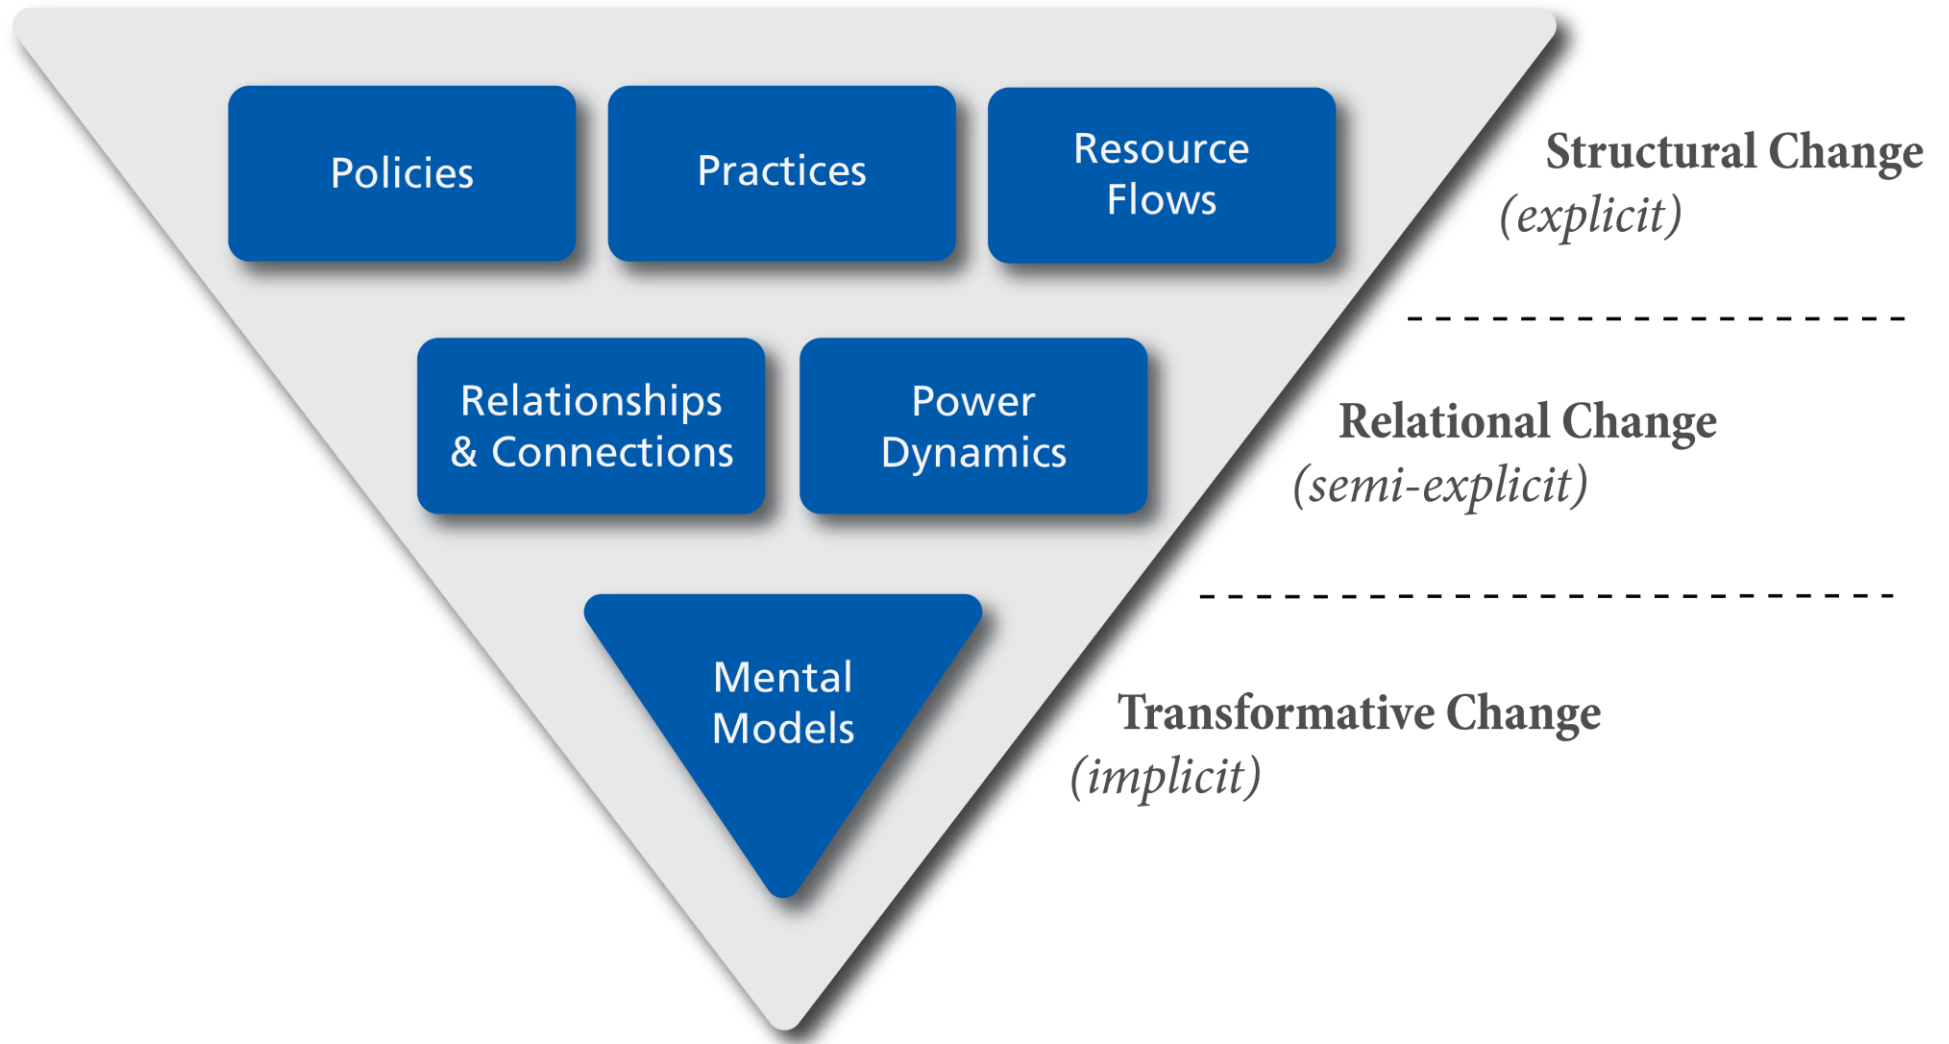 Policies
Practices
Resource
Flows
Structural Change
(explicit)
Relationships
& Connections
Power
Dynamics
Relational Change
(semi-explicit)
Mental
Models
Transformative Change
(implicit)